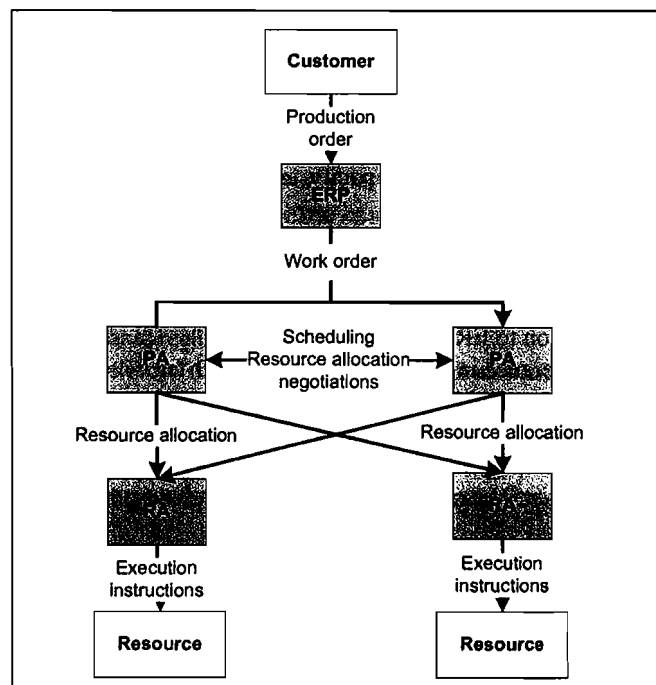 Customer
Production
order
ERP
Work order
PA
Scheduling
Resource allocation
negotiations
PA
Resource allocation
Resource allocation
RA
RA
Execution
instructions
Execution
instructions
Resource
Resource